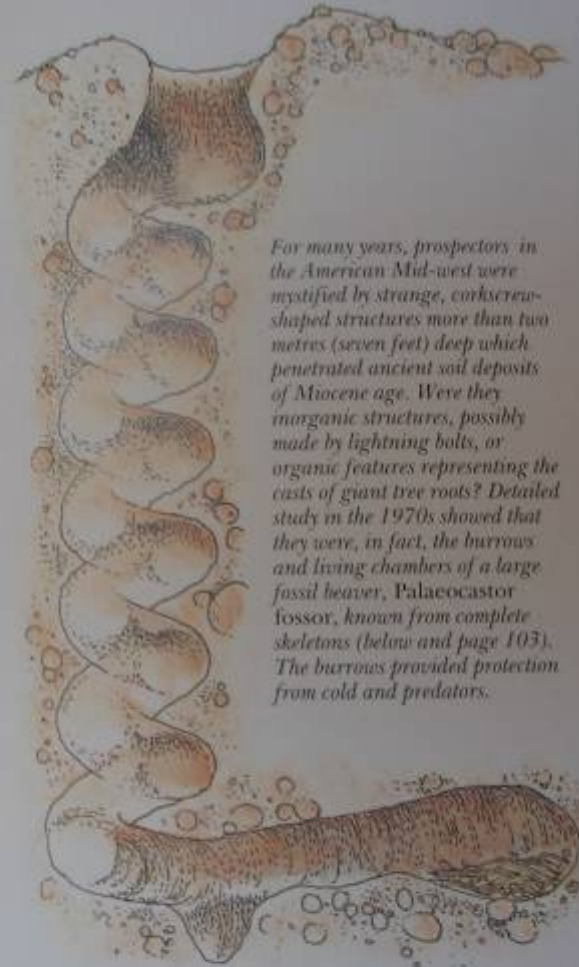 For many years, prospectors in
the American Mid-west were
mystified by strange, corkscrew-
shaped structures more than two
metres (seven feet) deep which
penetrated ancient soil deposits
of Miocene age. Were they
inorganic structures, possibly
made by lightning bolts, or
organic features representing the
casts of giant tree roots? Detailed
study in the 1970s showed that
they were, in fact, the burrows
and living chambers of a large
fossil beaver, Palaeocastor
fossor, known from complete
skeletons (below and page 103).
The burrows provided protection
from cold and predators.